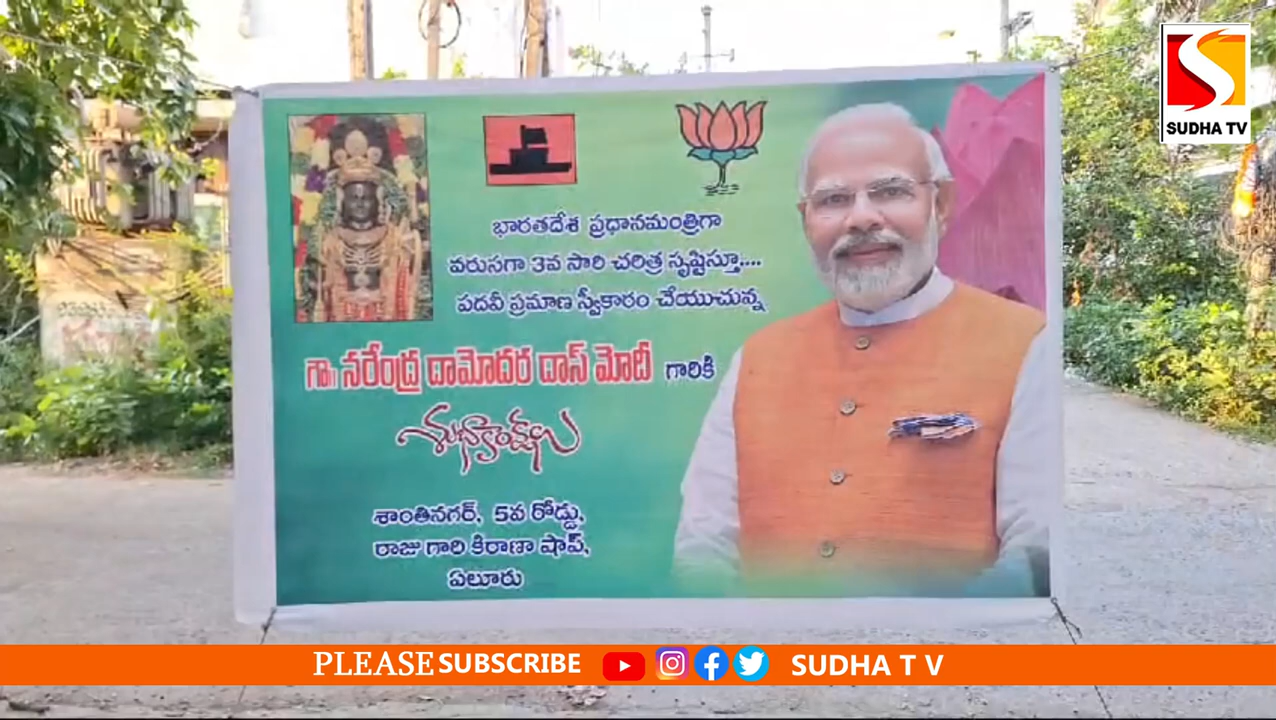 SUDHA TV
భారతదేశ ప్రధానమంత్రిగా
వరుసగా 3వ సారి చరిత్ర సృష్టిస్తూ....
పదవీ ప్రమాణ స్వీకారం చేయుచున్న
గౌ॥ నరేంద్ర దామోదర దాస్ మోదీ గారికి
శుభాకాంక్షలు
శాంతినగర్, 5వ రోడ్డు,
రాజు గారి కిరాణా షాప్,
ఏలూరు
PLEASE SUBSCRIBE SUDHA T V